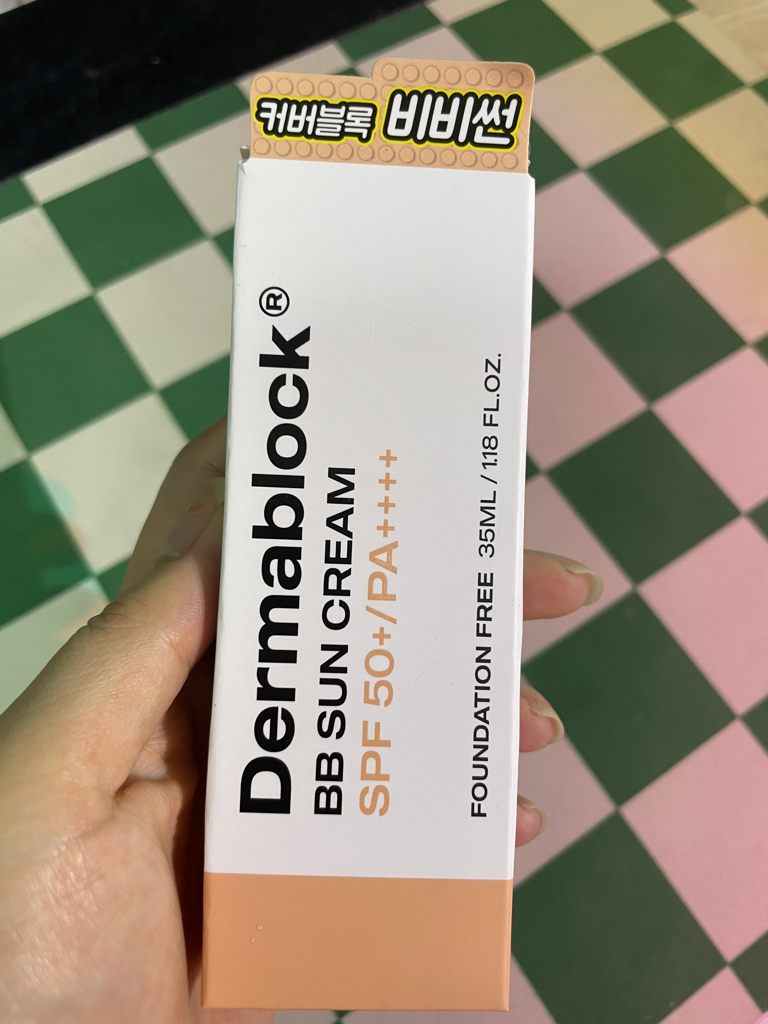 커버블록 비비썬
Dermablock®
BB SUN CREAM
SPF 50+/PA++++
FOUNDATION FREE 35ML / 1.18 FL.OZ.